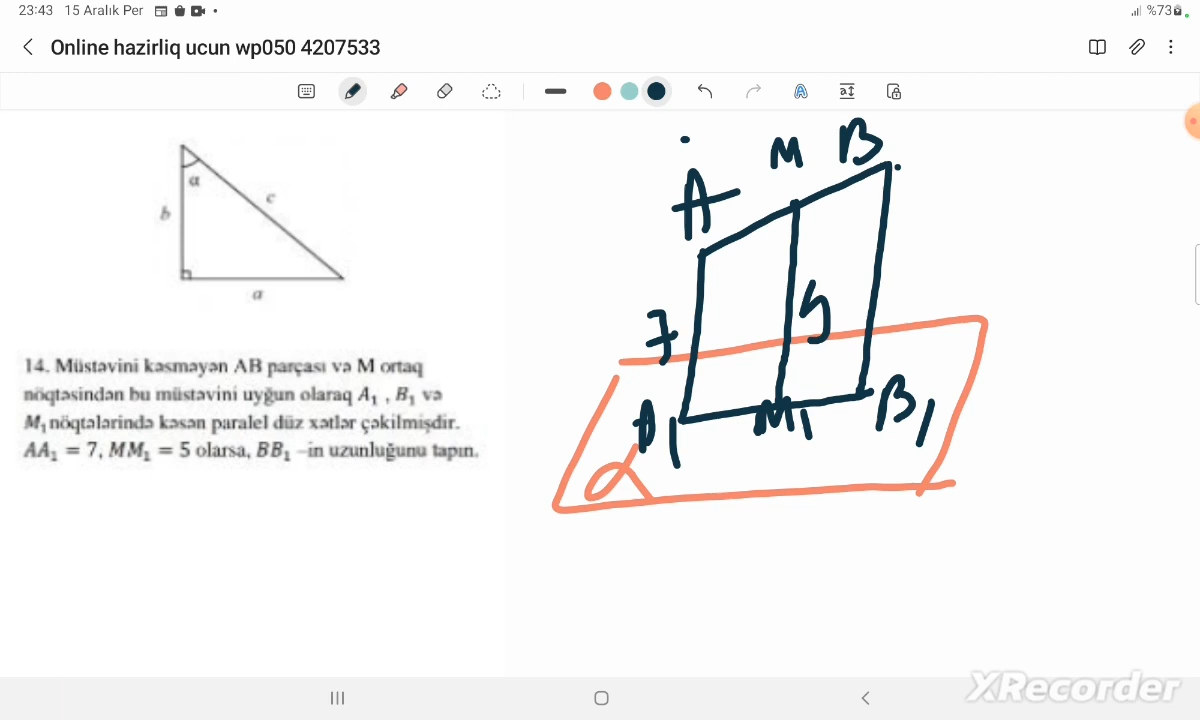 23:43 15 Aralık Per %73
Online hazirliq ucun wp050 4207533
α
b
c
a
14. Müstəvini kəsməyən AB parçası və M ortaq
nöqtəsindən bu müstəvini uyğun olaraq A₁ , B₁ və
M₁ nöqtələrində kəsən paralel düz xətlər çəkilmişdir.
AA₁ = 7, MM₁ = 5 olarsa, BB₁ –in uzunluğunu tapın.
A M B
7 5
A₁ M₁ B₁
α
XRecorder